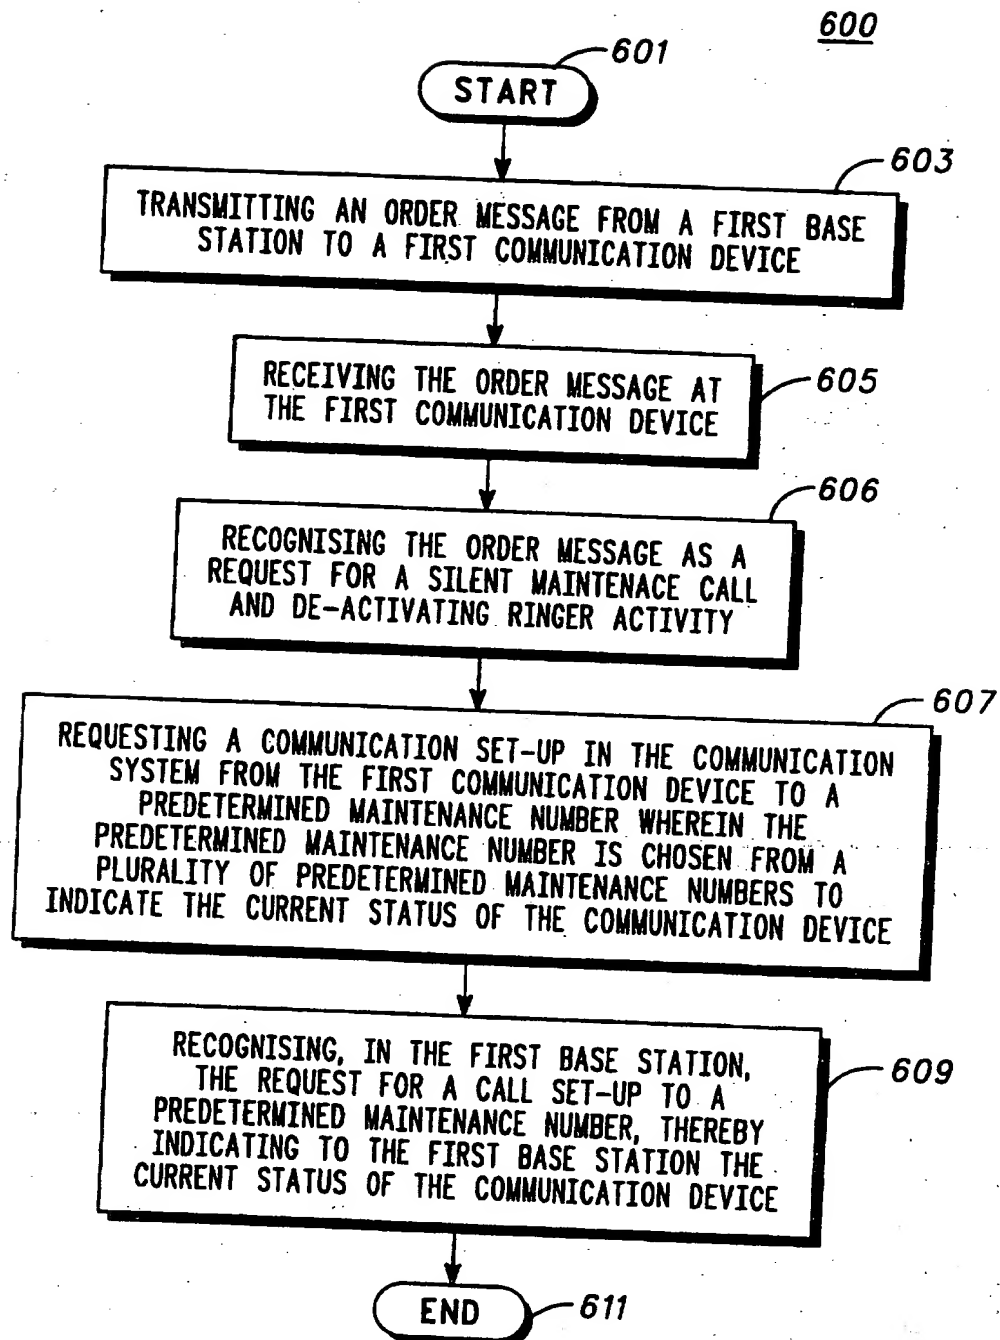 600
601
START
603
TRANSMITTING AN ORDER MESSAGE FROM A FIRST BASE
STATION TO A FIRST COMMUNICATION DEVICE
RECEIVING THE ORDER MESSAGE AT
THE FIRST COMMUNICATION DEVICE
605
606
RECOGNISING THE ORDER MESSAGE AS A
REQUEST FOR A SILENT MAINTENACE CALL
AND DE-ACTIVATING RINGER ACTIVITY
607
REQUESTING A COMMUNICATION SET-UP IN THE COMMUNICATION
SYSTEM FROM THE FIRST COMMUNICATION DEVICE TO A
PREDETERMINED MAINTENANCE NUMBER WHEREIN THE
PREDETERMINED MAINTENANCE NUMBER IS CHOSEN FROM A
PLURALITY OF PREDETERMINED MAINTENANCE NUMBERS TO
INDICATE THE CURRENT STATUS OF THE COMMUNICATION DEVICE
RECOGNISING, IN THE FIRST BASE STATION,
THE REQUEST FOR A CALL SET-UP TO A
PREDETERMINED MAINTENANCE NUMBER, THEREBY
INDICATING TO THE FIRST BASE STATION THE
CURRENT STATUS OF THE COMMUNICATION DEVICE
609
END
611